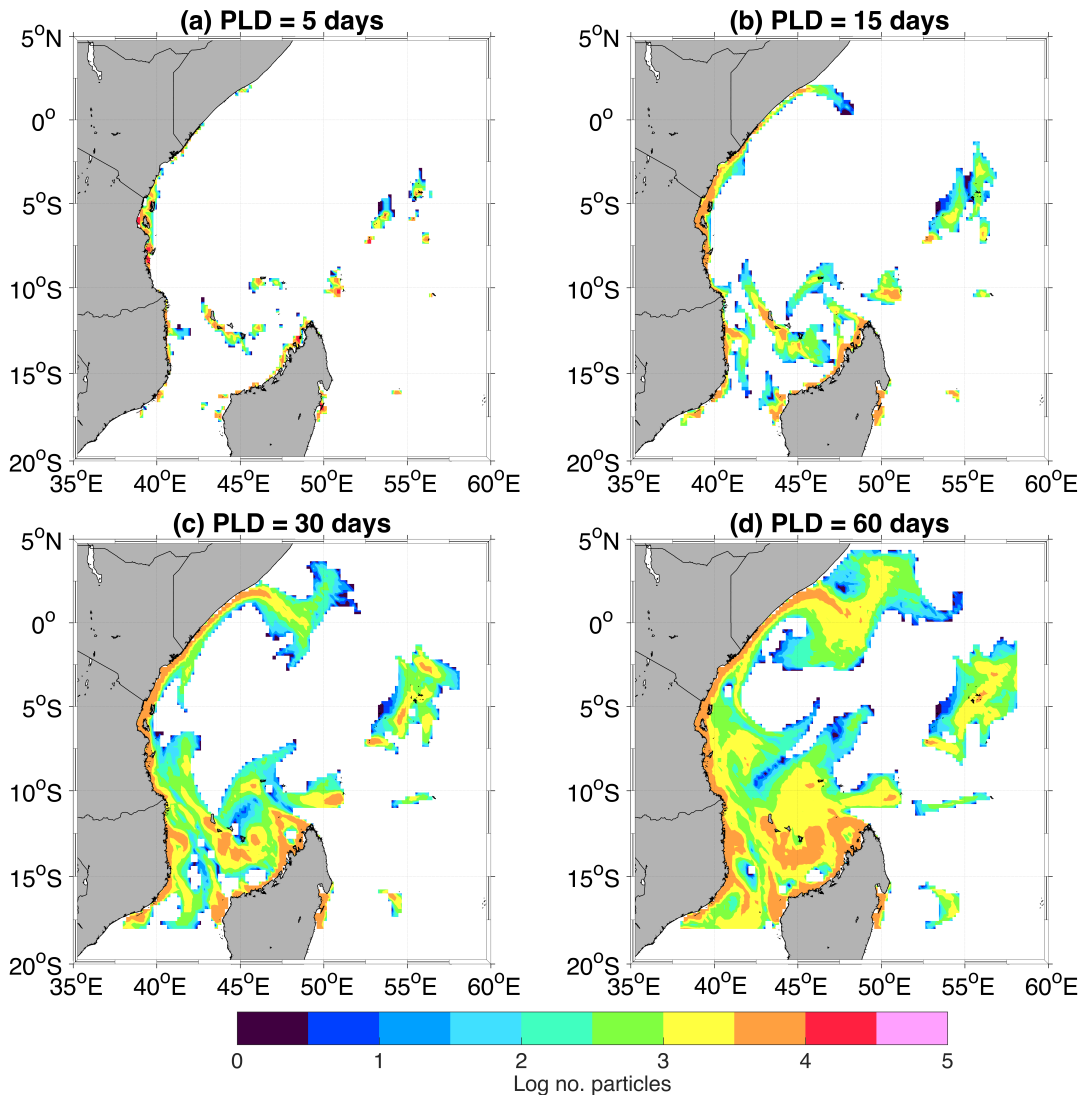 (a) PLD = 5 days
5°N
0°
5°S
10°S
15°S
20°S
35°E 40°E 45°E 50°E 55°E 60°E
(b) PLD = 15 days
5°N
0°
5°S
10°S
15°S
20°S
35°E 40°E 45°E 50°E 55°E 60°E
(c) PLD = 30 days
5°N
0°
5°S
10°S
15°S
20°S
35°E 40°E 45°E 50°E 55°E 60°E
(d) PLD = 60 days
5°N
0°
5°S
10°S
15°S
20°S
35°E 40°E 45°E 50°E 55°E 60°E
0 1 2 3 4 5
Log no. particles